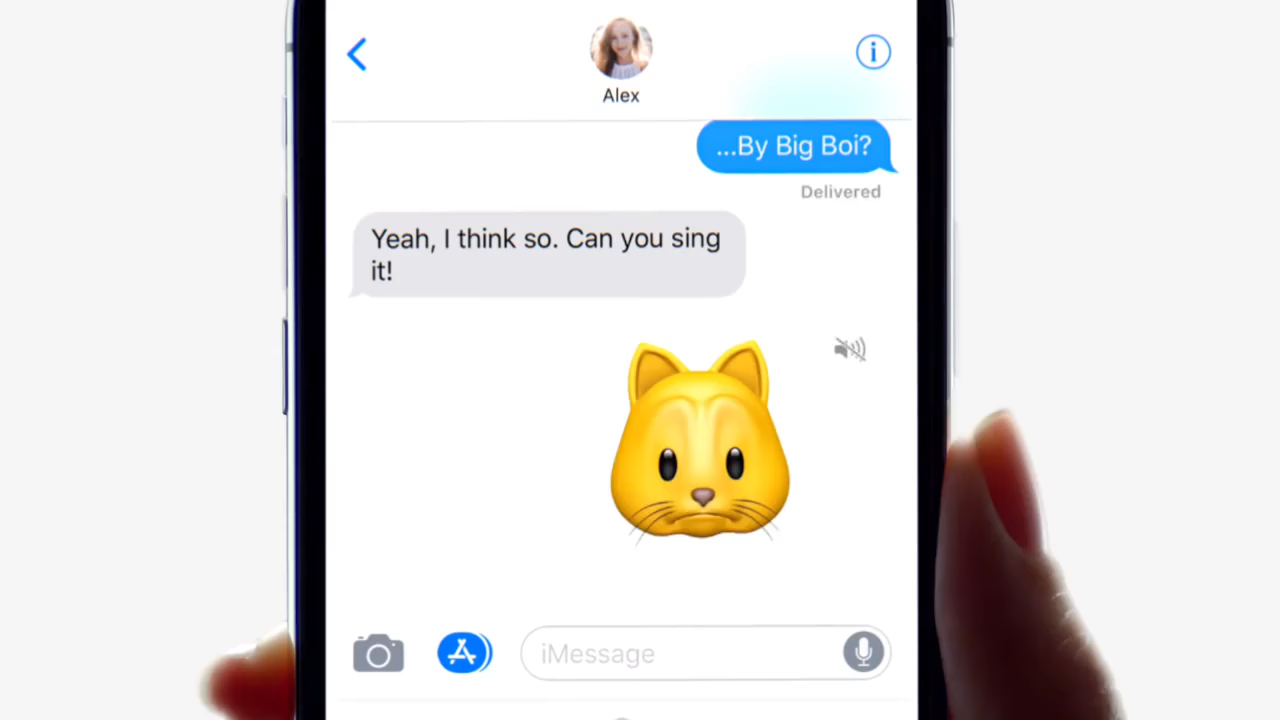 Alex
...By Big Boi?
Delivered
Yeah, I think so. Can you sing
it!
iMessage